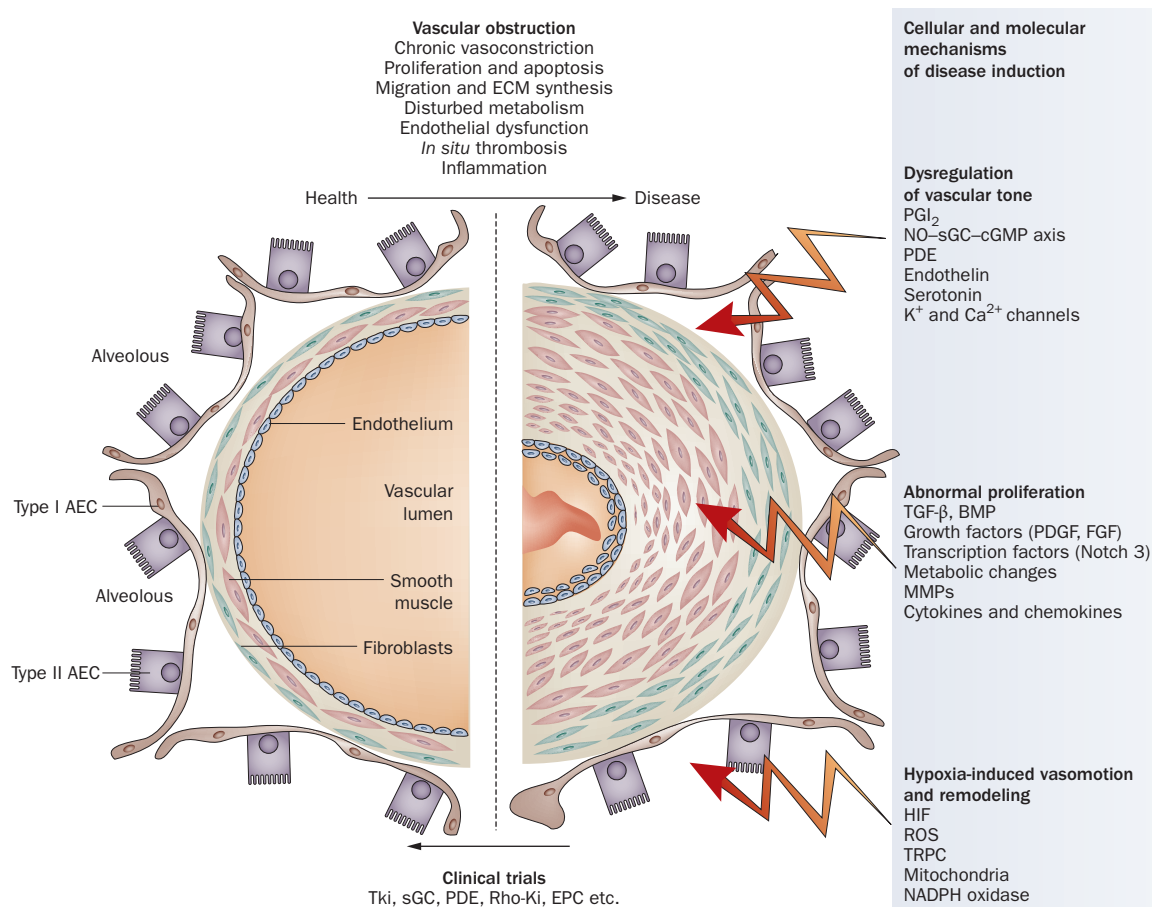 Vascular obstruction
Chronic vasoconstriction
Proliferation and apoptosis
Migration and ECM synthesis
Disturbed metabolism
Endothelial dysfunction
In situ thrombosis
Inflammation
Health
Disease
Alveolous
Endothelium
Vascular
lumen
Type I AEC
Smooth
muscle
Alveolous
Fibroblasts
Type II AEC
Clinical trials
Tki, sGC, PDE, Rho-Ki, EPC etc.
Cellular and molecular
mechanisms
of disease induction
Dysregulation
of vascular tone
PGI₂
NO–sGC–cGMP axis
PDE
Endothelin
Serotonin
K⁺ and Ca²⁺ channels
Abnormal proliferation
TGF-β, BMP
Growth factors (PDGF, FGF)
Transcription factors (Notch 3)
Metabolic changes
MMPs
Cytokines and chemokines
Hypoxia-induced vasomotion
and remodeling
HIF
ROS
TRPC
Mitochondria
NADPH oxidase